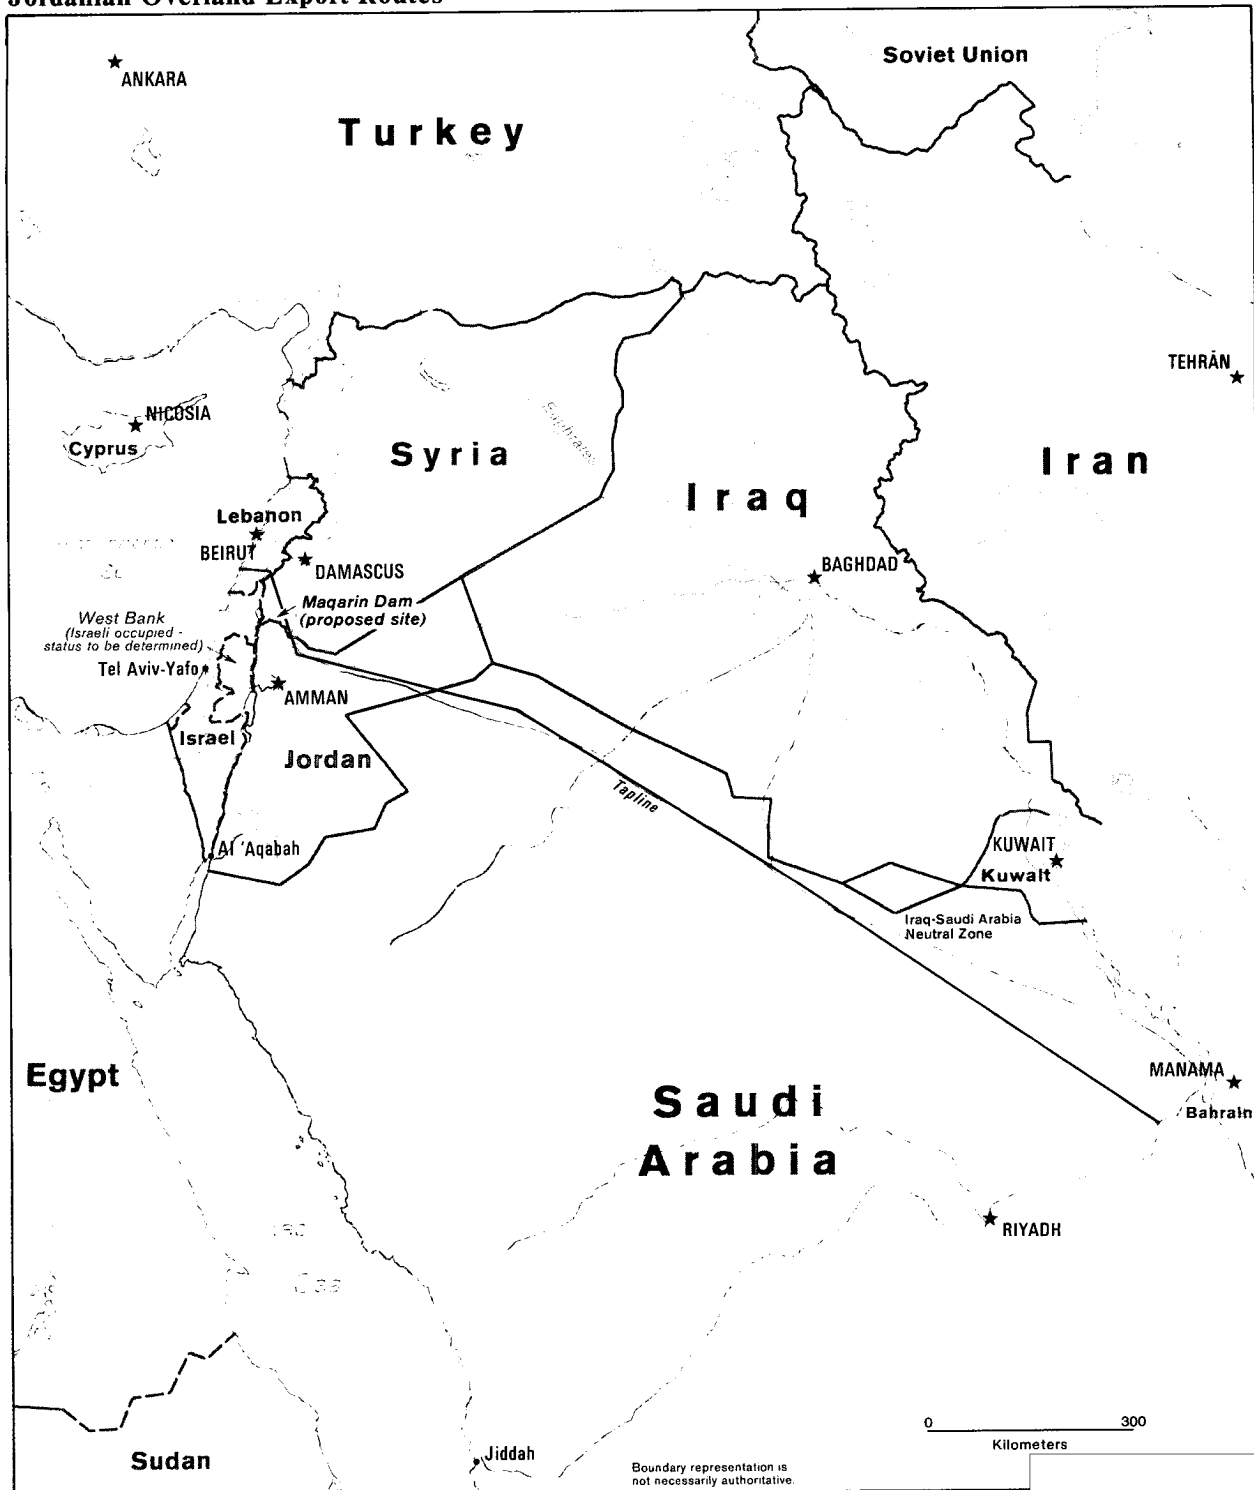 Jordanian Overland Export Routes
Soviet Union
ANKARA
Turkey
TEHRĀN
NICOSIA
Cyprus
Euphrates
Syria
Iran
Iraq
Lebanon
BEIRUT
DAMASCUS
BAGHDAD
Maqarin Dam
(proposed site)
West Bank
(Israeli occupied -
status to be determined)
Tel Aviv-Yafo
AMMAN
Israel
Jordan
Tapline
Al 'Aqabah
KUWAIT
Kuwait
Iraq-Saudi Arabia
Neutral Zone
Egypt
MANAMA
Bahrain
Saudi
Arabia
RIYADH
0 300
Kilometers
Sudan
Jiddah
Boundary representation is
not necessarily authoritative.